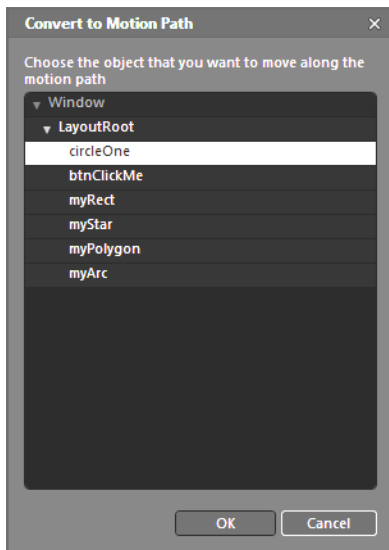 Convert to Motion Path
Choose the object that you want to move along the
motion path
Window
LayoutRoot
circleOne
btnClickMe
myRect
myStar
myPolygon
myArc
OK Cancel